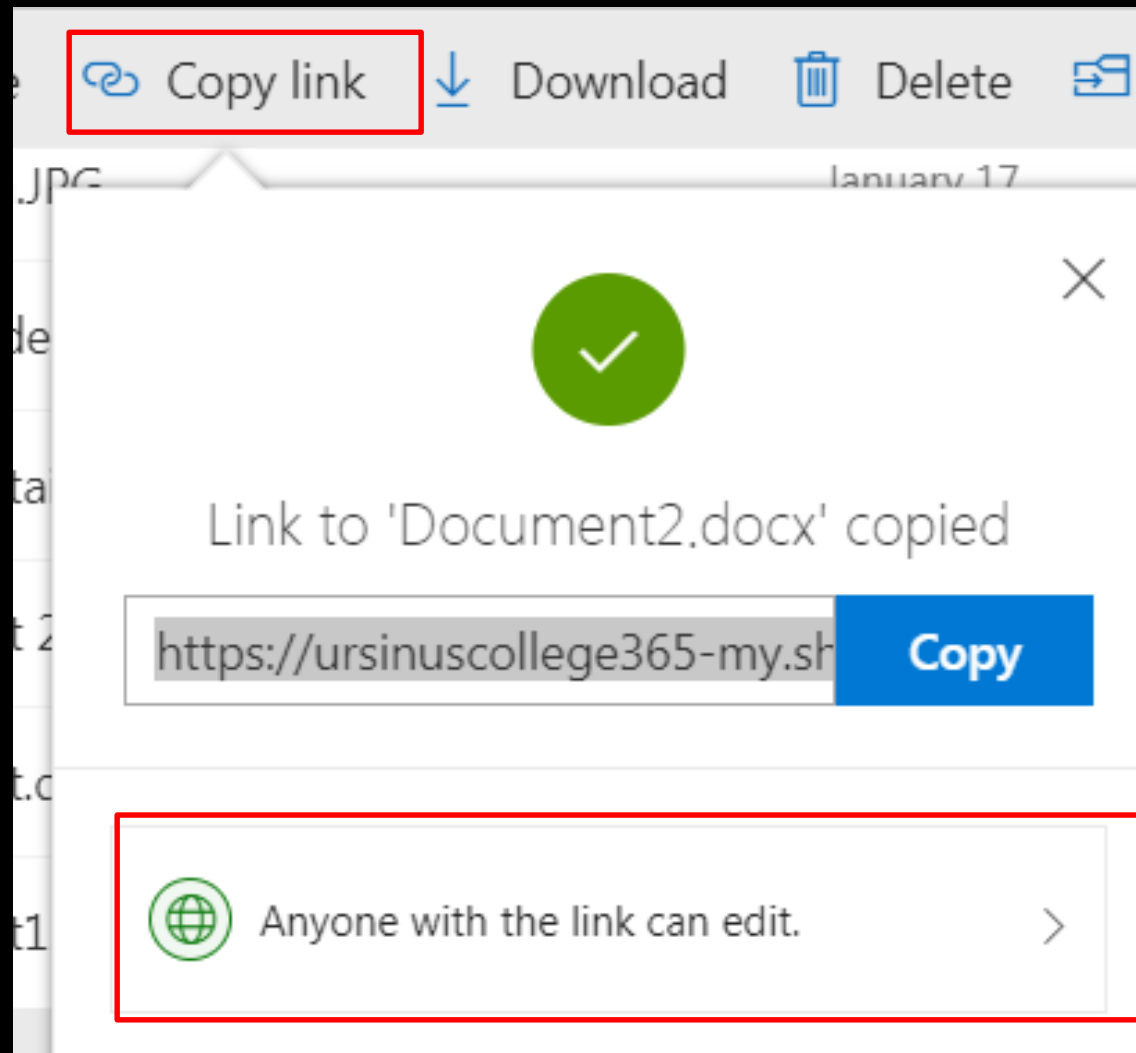 Copy link Download Delete
.JPG January 17
Link to 'Document2.docx' copied
https://ursinuscollege365-my.sh Copy
Anyone with the link can edit.